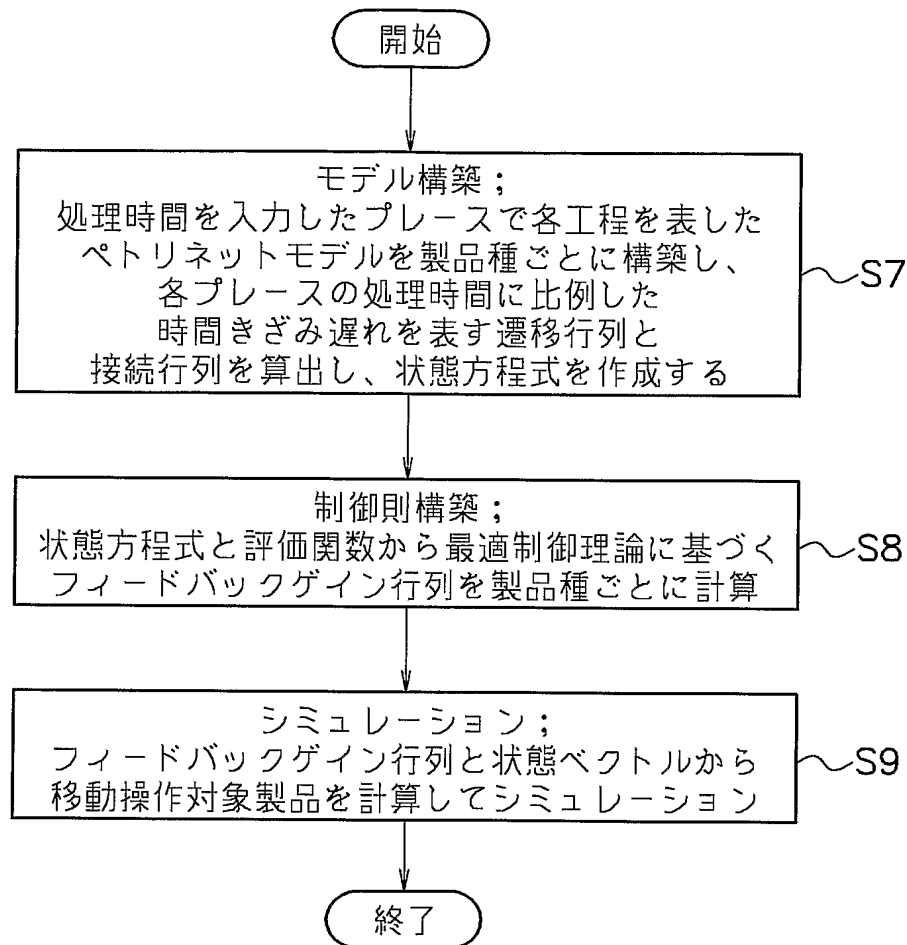 開始
モデル構築；
処理時間を入力したプレースで各工程を表した
ペトリネットモデルを製品種ごとに構築し、
各プレースの処理時間に比例した
時間きざみ遅れを表す遷移行列と
接続行列を算出し、状態方程式を作成する
S7
制御則構築；
状態方程式と評価関数から最適制御理論に基づく
フィードバックゲイン行列を製品種ごとに計算
S8
シミュレーション；
フィードバックゲイン行列と状態ベクトルから
移動操作対象製品を計算してシミュレーション
S9
終了